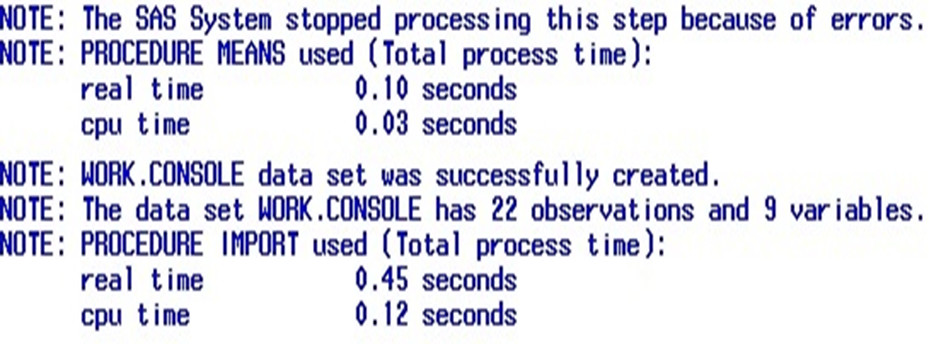 NOTE: The SAS System stopped processing this step because of errors.
NOTE: PROCEDURE MEANS used (Total process time):
real time 0.10 seconds
cpu time 0.03 seconds
NOTE: WORK.CONSOLE data set was successfully created.
NOTE: The data set WORK.CONSOLE has 22 observations and 9 variables.
NOTE: PROCEDURE IMPORT used (Total process time):
real time 0.45 seconds
cpu time 0.12 seconds